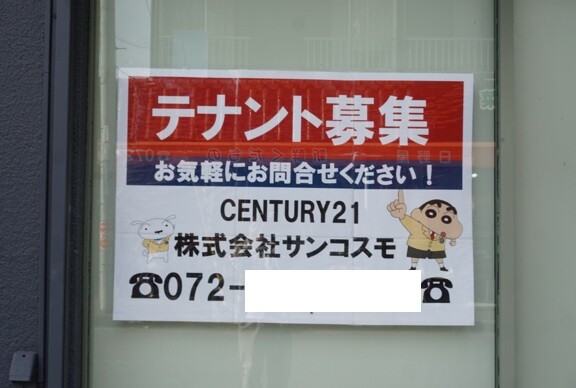 テナント募集
お気軽にお問合せください！
CENTURY21
株式会社サンコスモ
☎072-☎